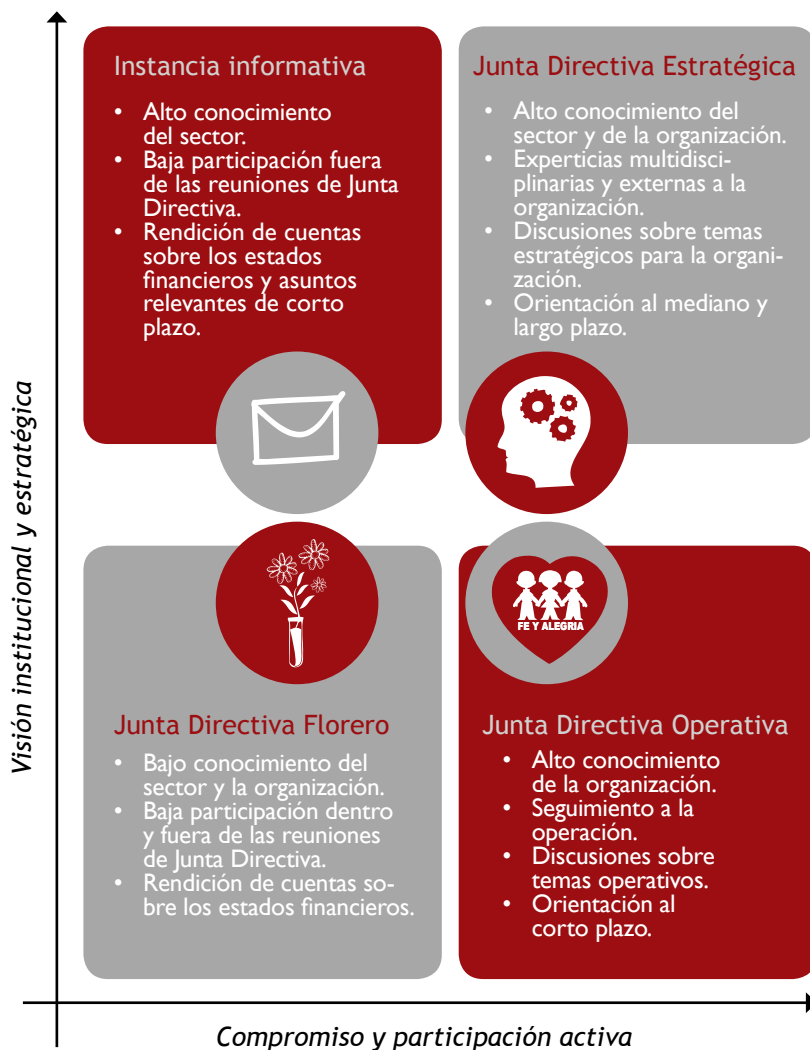 Instancia informativa
• Alto conocimiento
del sector.
• Baja participación fuera
de las reuniones de Junta
Directiva.
• Rendición de cuentas
sobre los estados
financieros y asuntos
relevantes de corto
plazo.
Junta Directiva Estratégica
• Alto conocimiento del
sector y de la organización.
• Experticias multidisci-
plinarias y externas a la
organización.
• Discusiones sobre temas
estratégicos para la organi-
zación.
• Orientación al mediano y
largo plazo.
Visión institucional y estratégica
Junta Directiva Florero
• Bajo conocimiento del
sector y la organización.
• Baja participación dentro
y fuera de las reuniones
de Junta Directiva.
• Rendición de cuentas so-
bre los estados financieros.
FE Y ALEGRIA
Junta Directiva Operativa
• Alto conocimiento
de la organización.
• Seguimiento a la
operación.
• Discusiones sobre
temas operativos.
• Orientación al
corto plazo.
Compromiso y participación activa